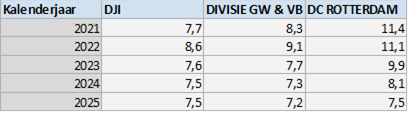 Kalenderjaar DJI DIVISIE GW & VB DC ROTTERDAM
2021 7,7 8,3 11,4
2022 8,6 9,1 11,1
2023 7,6 7,7 9,9
2024 7,5 7,3 8,1
2025 7,5 7,2 7,5